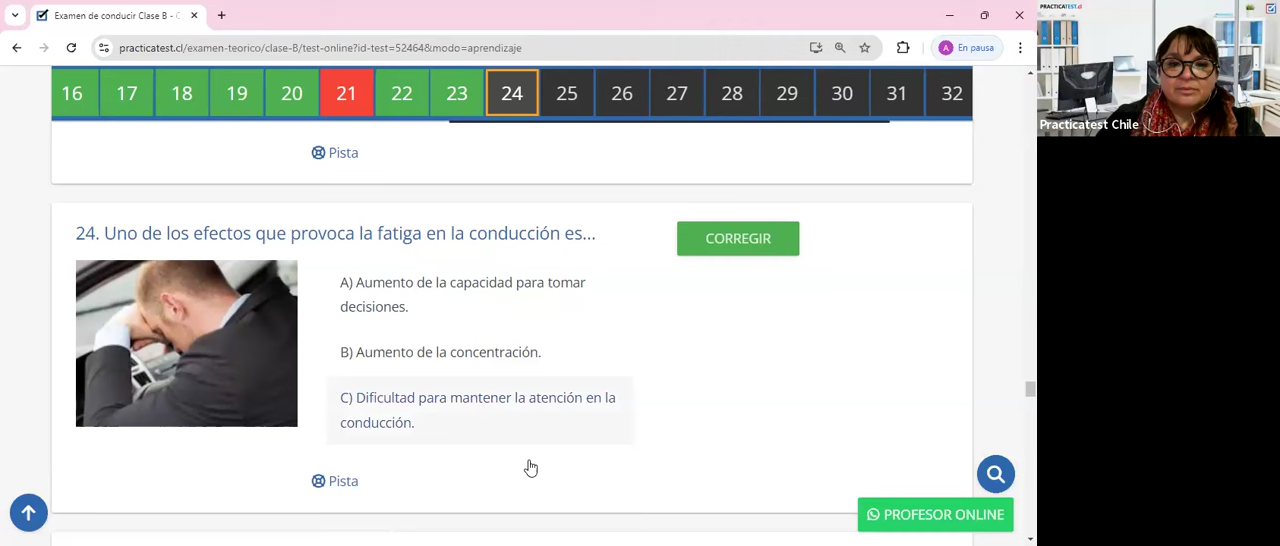 Examen de conducir Clase B - C
practicatest.cl/examen-teorico/clase-B/test-online?id-test=52464&modo=aprendizaje
A
En pausa
16 17 18 19 20 21 22 23 24 25 26 27 28 29 30 31 32
Pista
24. Uno de los efectos que provoca la fatiga en la conducción es...
CORREGIR
A) Aumento de la capacidad para tomar
decisiones.
B) Aumento de la concentración.
C) Dificultad para mantener la atención en la
conducción.
Pista
PROFESOR ONLINE
PRACTICATEST.cl
Practicatest Chile